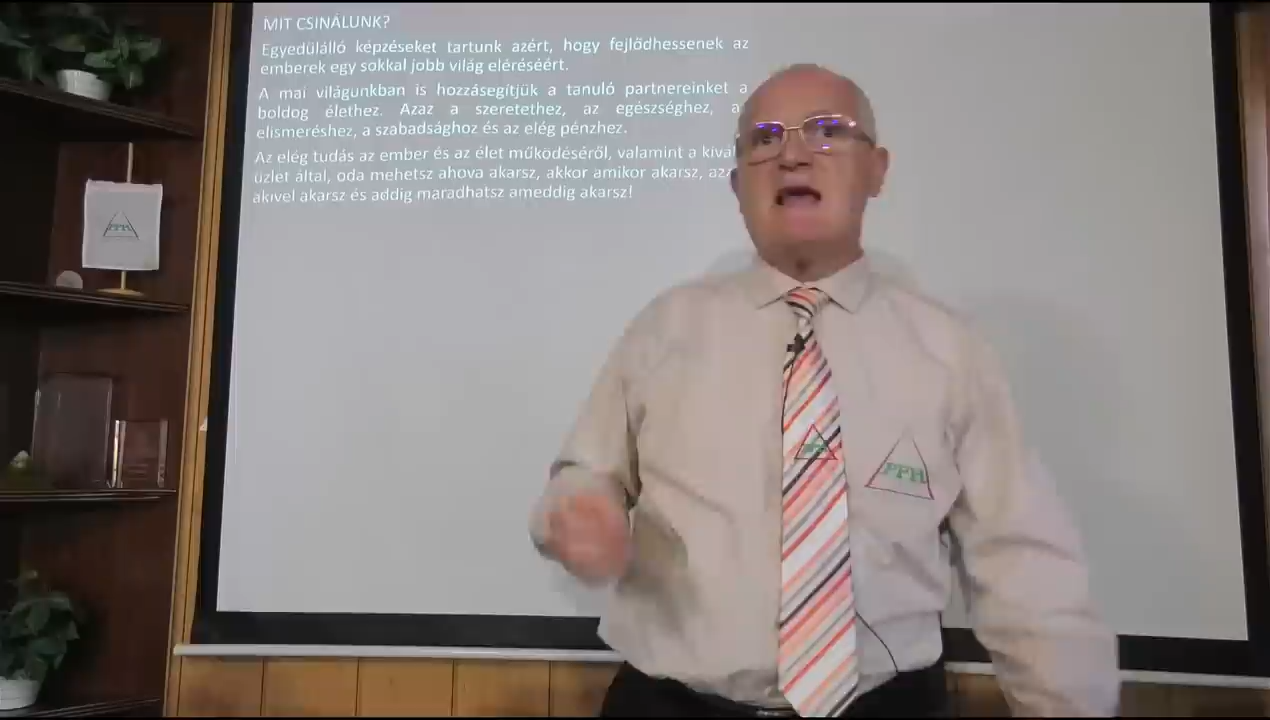 MIT CSINÁLUNK?
Egyedülálló képzéseket tartunk azért, hogy fejlődhessenek az
emberek egy sokkal jobb világ eléréséért.
A mai világunkban is hozzásegítjük a tanuló partnereinket a
boldog élethez. Azaz a szeretethez, az egészséghez, a
elismeréshez, a szabadsághoz és az elég pénzhez.
Az elég tudás az ember és az élet működéséről, valamint a
üzlet által, oda mehetsz ahova akarsz, akkor amikor akarsz,
akivel akarsz és addig maradhatsz ameddig akarsz!
PFH
PFH
PFH